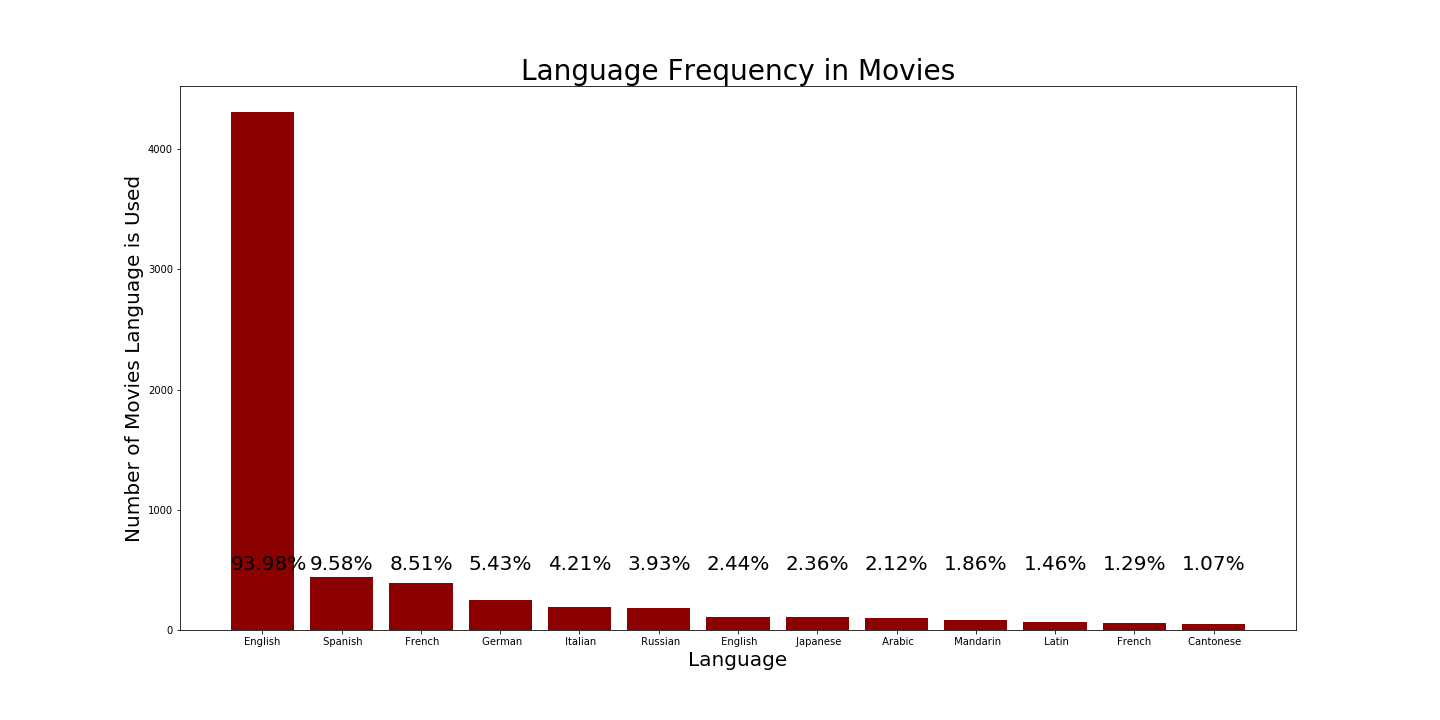 Language Frequency in Movies
Number of Movies Language is Used
4000
3000
2000
1000
0
93.98% 9.58% 8.51% 5.43% 4.21% 3.93% 2.44% 2.36% 2.12% 1.86% 1.46% 1.29% 1.07%
English Spanish French German Italian Russian English Japanese Arabic Mandarin Latin French Cantonese
Language